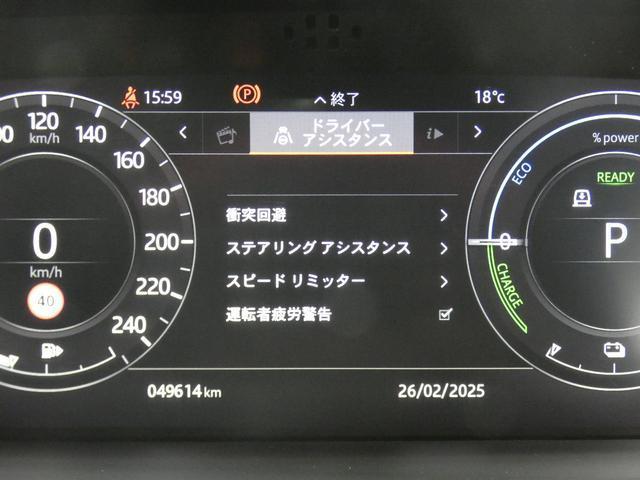 15:59
へ終了
18℃
ドライバー
アシスタンス
i
120
km/h
140
160
180
200
220
240
0
km/h
40
衝突回避
ステアリング アシスタンス
スピード リミッター
運転者疲労警告
% power
READY
ECO
0
P
CHARGE
049614 km
26/02/2025